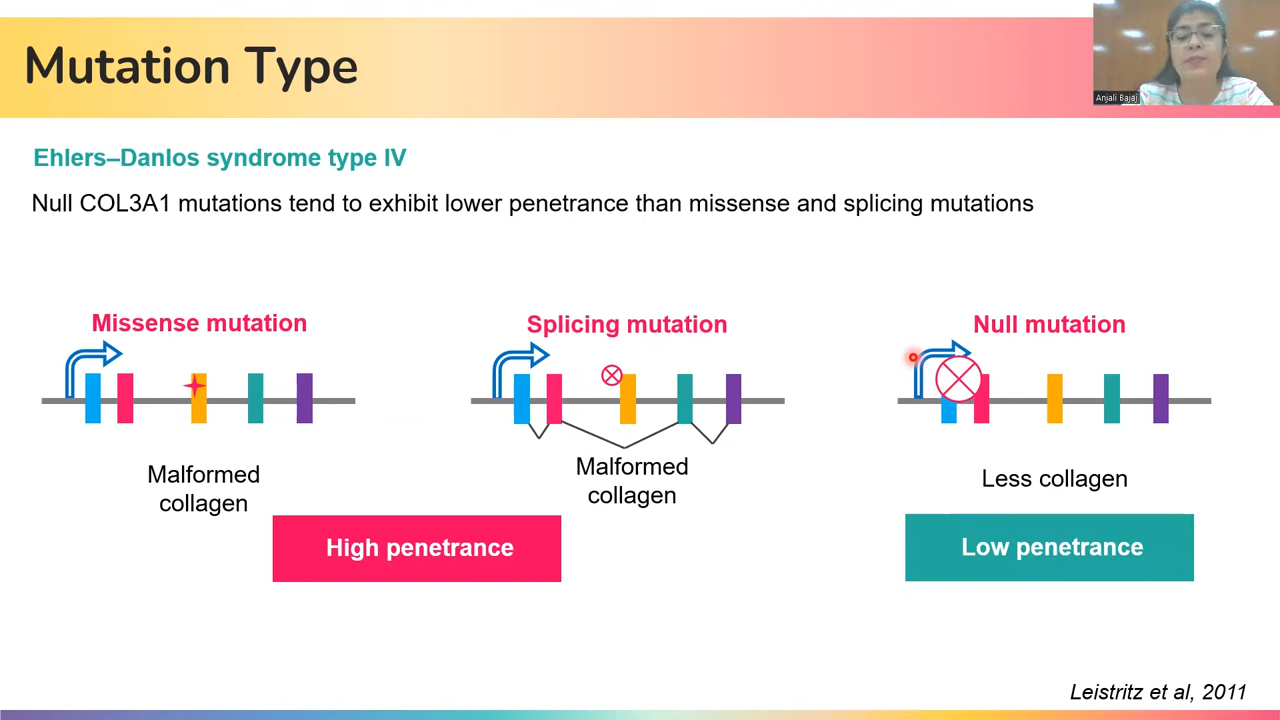 Mutation Type
Anjali Bajaj
Ehlers–Danlos syndrome type IV
Null COL3A1 mutations tend to exhibit lower penetrance than missense and splicing mutations
Missense mutation
Splicing mutation
Null mutation
Malformed
collagen
Malformed
collagen
Less collagen
High penetrance
Low penetrance
Leistritz et al, 2011